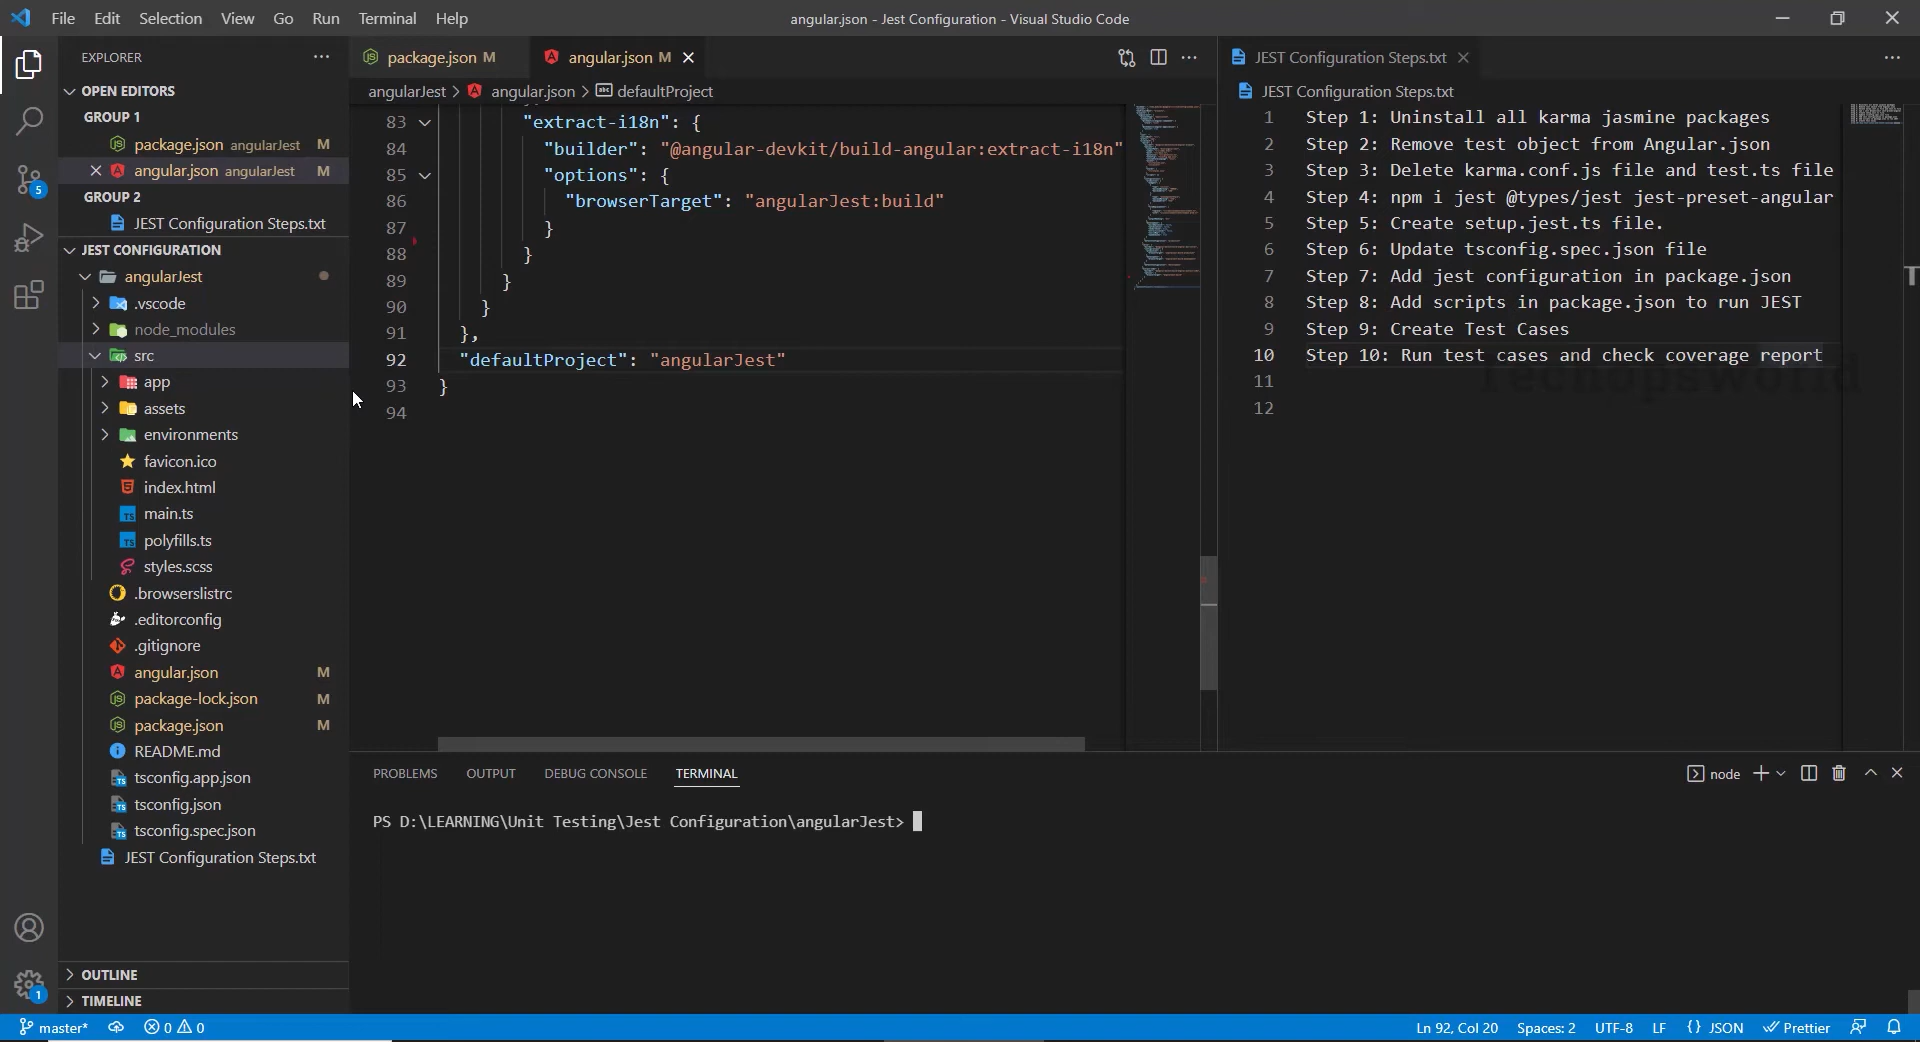 File Edit Selection View Go Run Terminal Help
angular.json - Jest Configuration - Visual Studio Code
EXPLORER
OPEN EDITORS
GROUP 1
package.json angularJest M
angular.json angularJest M
GROUP 2
JEST Configuration Steps.txt
JEST CONFIGURATION
angularJest
.vscode
node_modules
src
app
assets
environments
favicon.ico
index.html
main.ts
polyfills.ts
styles.scss
.browserslistrc
.editorconfig
.gitignore
angular.json M
package-lock.json M
package.json M
README.md
tsconfig.app.json
tsconfig.json
tsconfig.spec.json
JEST Configuration Steps.txt
OUTLINE
TIMELINE
5
1
package.json M
angular.json M
angularJest > angular.json > defaultProject
83 "extract-i18n": {
84 "builder": "@angular-devkit/build-angular:extract-i18n"
85 "options": {
86 "browserTarget": "angularJest:build"
87 }
88 }
89 }
90 }
91 },
92 "defaultProject": "angularJest"
93 }
94
JEST Configuration Steps.txt
JEST Configuration Steps.txt
1 Step 1: Uninstall all karma jasmine packages
2 Step 2: Remove test object from Angular.json
3 Step 3: Delete karma.conf.js file and test.ts file
4 Step 4: npm i jest @types/jest jest-preset-angular
5 Step 5: Create setup.jest.ts file.
6 Step 6: Update tsconfig.spec.json file
7 Step 7: Add jest configuration in package.json
8 Step 8: Add scripts in package.json to run JEST
9 Step 9: Create Test Cases
10 Step 10: Run test cases and check coverage report
11
12
Techopsworld
PROBLEMS OUTPUT DEBUG CONSOLE TERMINAL
node
PS D:\LEARNING\Unit Testing\Jest Configuration\angularJest>
master* 0 0
Ln 92, Col 20 Spaces: 2 UTF-8 LF {} JSON Prettier